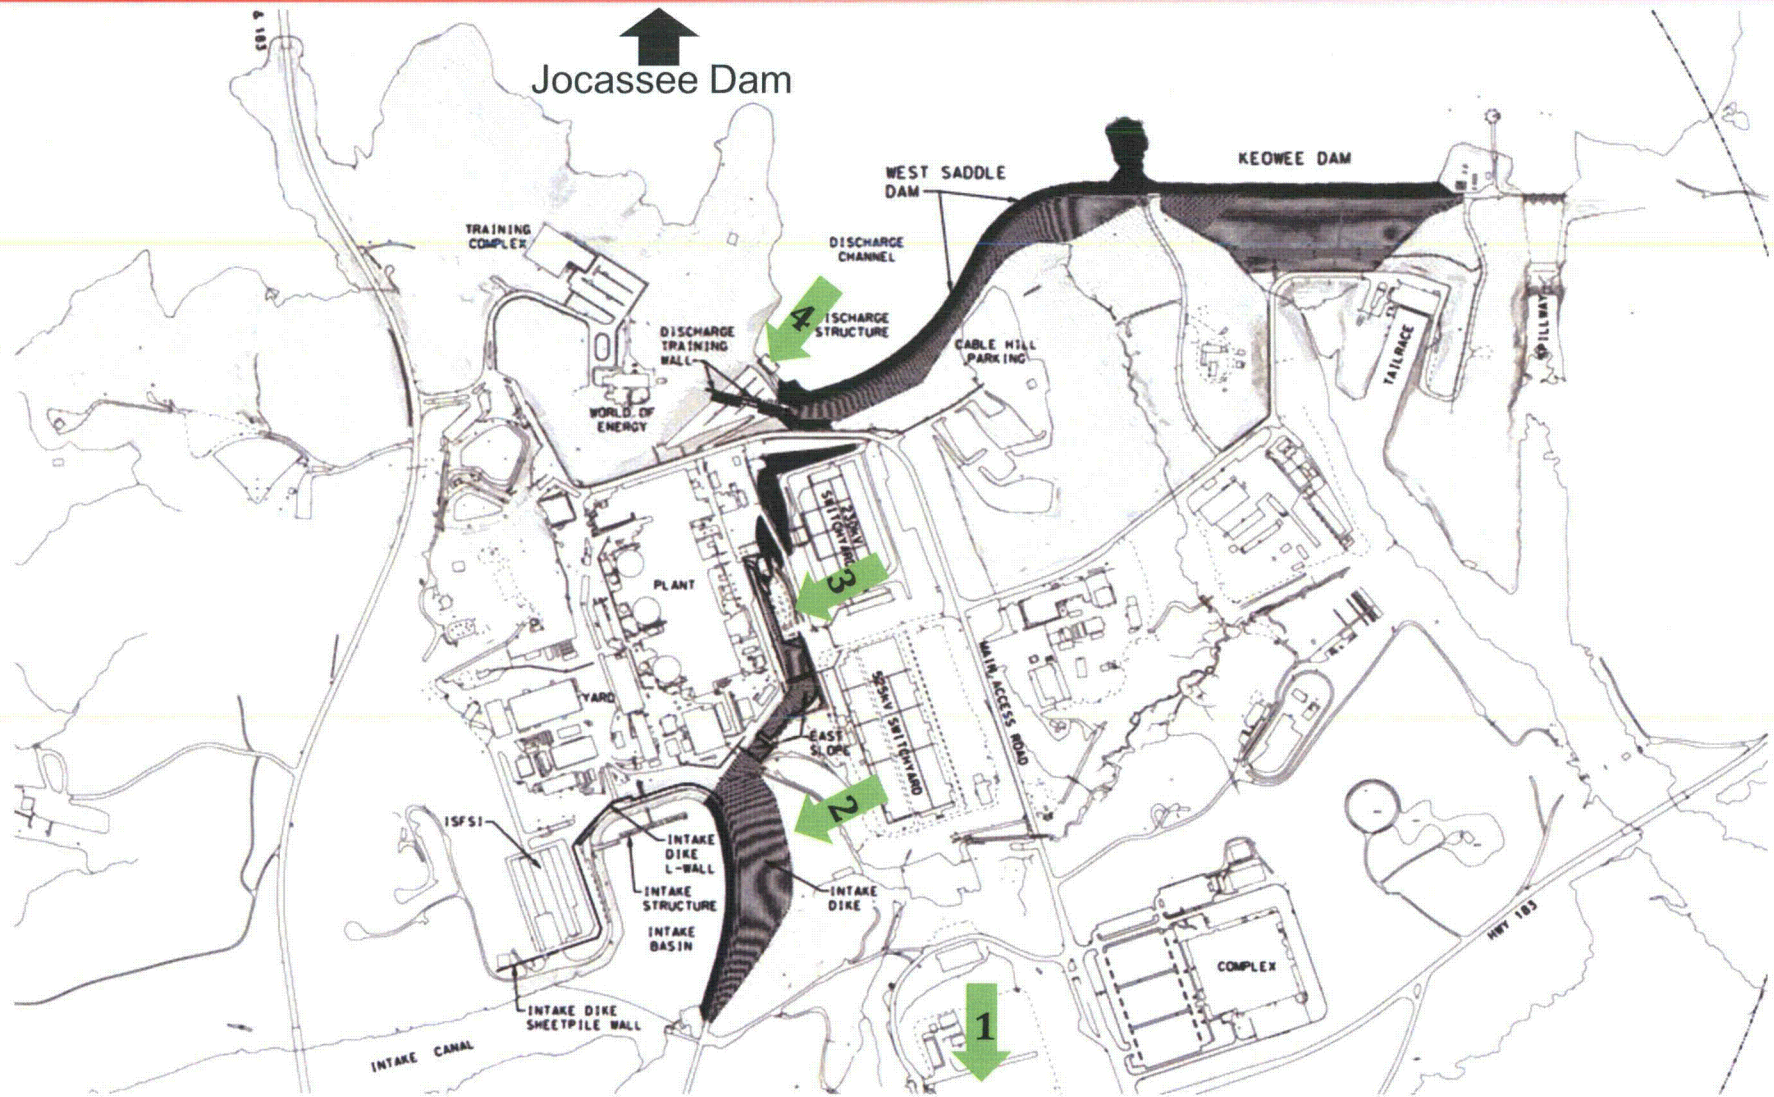 & 183
Jocassee Dam
WEST SADDLE
DAM
KEOWEE DAM
TRAINING
COMPLEX
DISCHARGE
CHANNEL
4
ISCHARGE
STRUCTURE
DISCHARGE
TRAINING
WALL
CABLE HILL
PARKING
TAILRACE
SPILLWAY
WORLD OF
ENERGY
230KV
SWITCHYARD
PLANT
3
MAIN ACCESS ROAD
525KV SWITCHYARD
YARD
EAST
SLOPE
2
ISFSI
INTAKE
DIKE
L-WALL
INTAKE
STRUCTURE
INTAKE
DIKE
INTAKE
BASIN
HWY 183
COMPLEX
INTAKE DIKE
SHEETPILE WALL
1
INTAKE CANAL